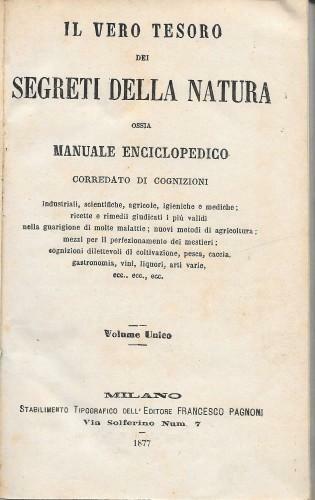 IL VERO TESORO
DEI
SEGRETI DELLA NATURA
OSSIA
MANUALE ENCICLOPEDICO
CORREDATO DI COGNIZIONI
industriali, scientifiche, agricole, igieniche e mediche;
ricette e rimedii giudicati i più validi
nella guarigione di molte malattie; nuovi metodi di agricoltura;
mezzi per il perfezionamento dei mestieri;
cognizioni dilettevoli di coltivazione, pesca, caccia,
gastronomia, vini, liquori, arti varie,
ecc., ecc., ecc.
Volume Unico
MILANO
STABILIMENTO TIPOGRAFICO DELL'EDITORE FRANCESCO PAGNONI
Via Solferino Num. 7
1877